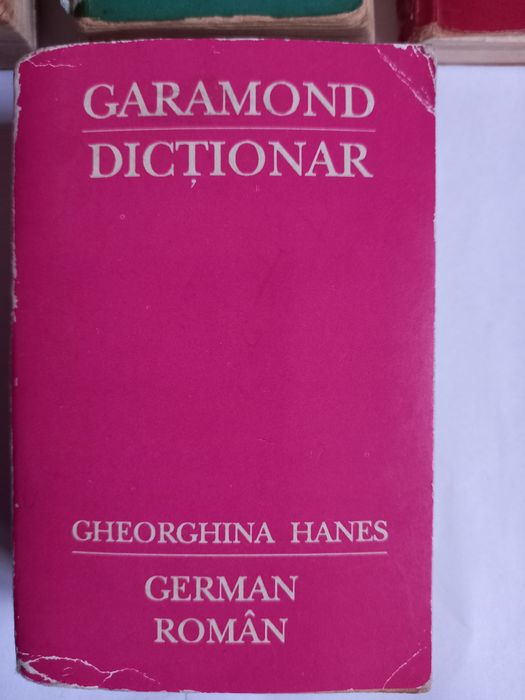 GARAMOND
DICȚIONAR
GHEORGHINA HANES
GERMAN
ROMÂN